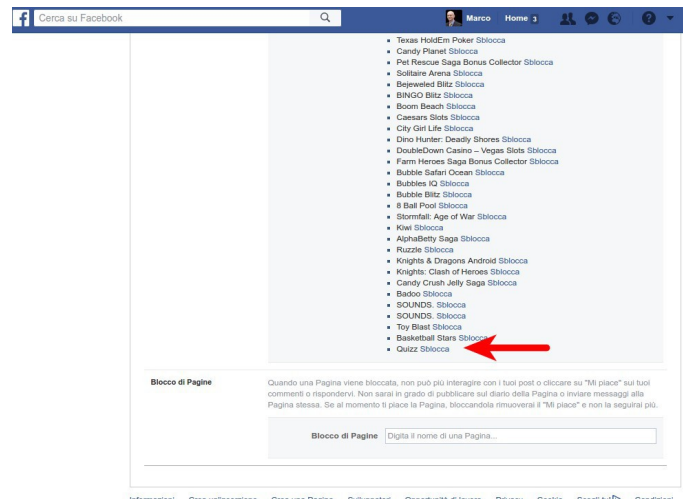 f Cerca su Facebook Marco Home 3
Texas HoldEm Poker Sblocca
Candy Planet Sblocca
Pet Rescue Saga Bonus Collector Sblocca
Solitaire Arena Sblocca
Bejeweled Blitz Sblocca
BINGO Blitz Sblocca
Boom Beach Sblocca
Caesars Slots Sblocca
City Girl Life Sblocca
Dino Hunter: Deadly Shores Sblocca
DoubleDown Casino – Vegas Slots Sblocca
Farm Heroes Saga Bonus Collector Sblocca
Bubble Safari Ocean Sblocca
Bubbles IQ Sblocca
Bubble Blitz Sblocca
8 Ball Pool Sblocca
Stormfall: Age of War Sblocca
Kiwi Sblocca
AlphaBetty Saga Sblocca
Ruzzle Sblocca
Knights & Dragons Android Sblocca
Knights: Clash of Heroes Sblocca
Candy Crush Jelly Saga Sblocca
Badoo Sblocca
SOUNDS. Sblocca
SOUNDS. Sblocca
Toy Blast Sblocca
Basketball Stars Sblocca
Quizz Sblocca
Blocco di Pagine
Quando una Pagina viene bloccata, non può più interagire con i tuoi post o cliccare su "Mi piace" sui tuoi
commenti o rispondervi. Non sarai in grado di pubblicare sul diario della Pagina o inviare messaggi alla
Pagina stessa. Se al momento ti piace la Pagina, bloccandola rimuoverai il "Mi piace" e non la seguirai più.
Blocco di Pagine Digita il nome di una Pagina...